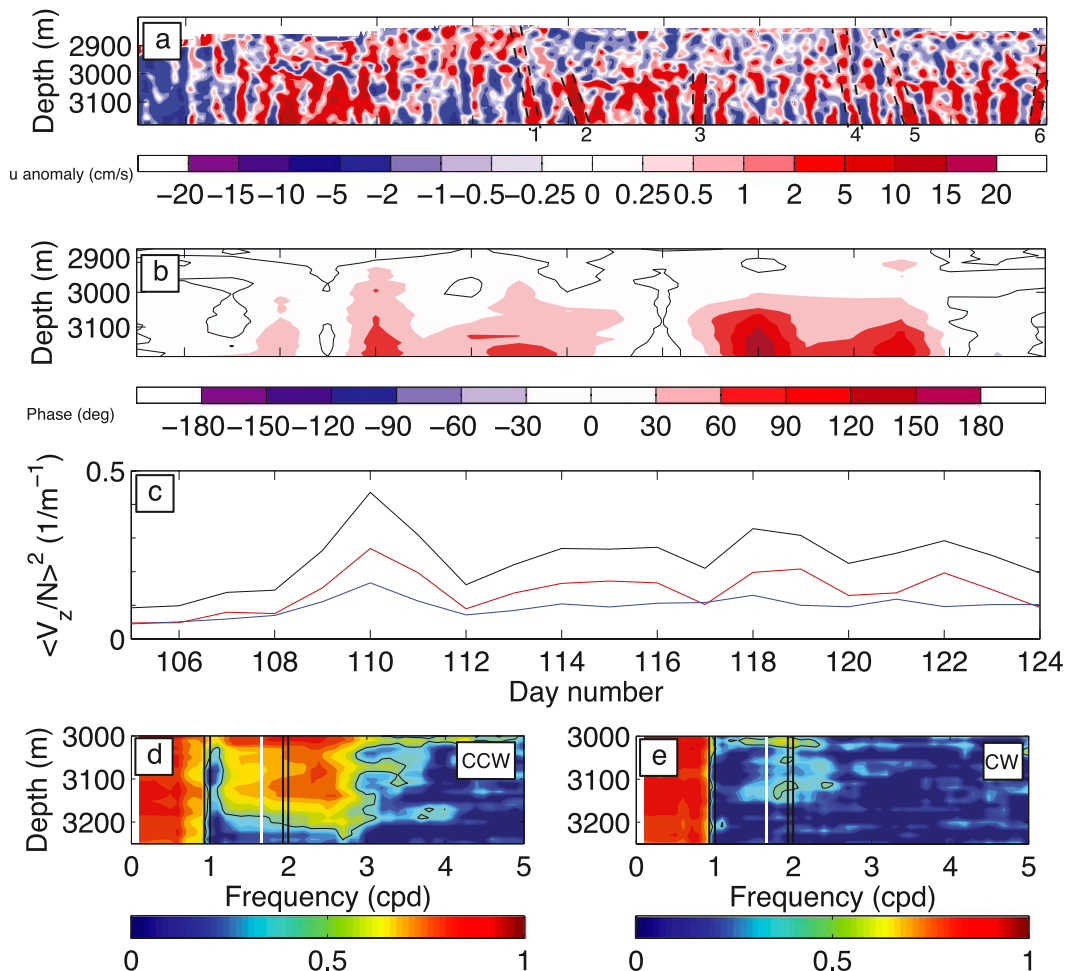 a
Depth (m)
2900
3000
3100
1 2 3 4 5 6
u anomaly (cm/s)
−20 −15 −10 −5 −2 −1 −0.5 −0.25 0 0.25 0.5 1 2 5 10 15 20
b
Depth (m)
2900
3000
3100
Phase (deg)
−180 −150 −120 −90 −60 −30 0 30 60 90 120 150 180
c
<V_z/N>² (1/m⁻¹)
0.5
0
106 108 110 112 114 116 118 120 122 124
Day number
d
CCW
Depth (m)
3000
3100
3200
0 1 2 3 4 5
Frequency (cpd)
0 0.5 1
e
CW
3000
3100
3200
0 1 2 3 4 5
Frequency (cpd)
0 0.5 1